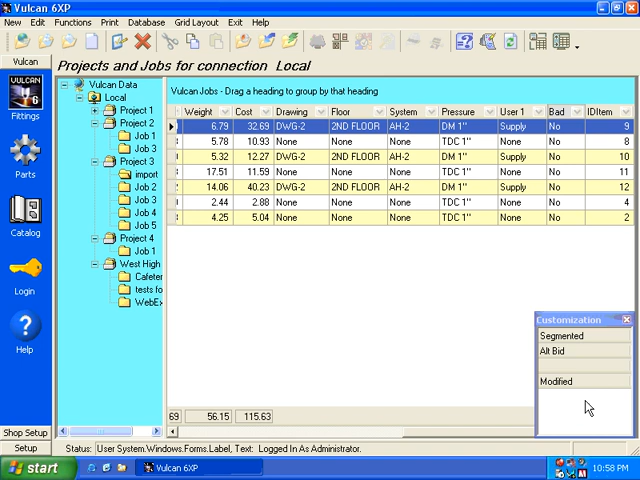 Vulcan 6XP
New Functions Print Database Grid Layout Exit Help
Vulcan
Projects and Jobs for connection Local
VULCAN
6
Fittings
Parts
Catalog
Login
Help
Shop Setup
Setup
Vulcan Data
Local
Project 1
Project 2
Job 1
Job 3
Project 3
import
Job 2
Job 3
Job 4
Job 5
Project 4
Job 1
West High
Cafeter
tests fo
WebEx
Vulcan Jobs - Drag a heading to group by that heading
Weight Cost Drawing Floor System Pressure User 1 Bad IDItem
6.79 32.69 DWG-2 2ND FLOOR AH-2 DM 1" Supply No 9
5.78 10.93 None None None TDC 1" None No 8
5.32 12.27 DWG-2 2ND FLOOR AH-2 DM 1" Supply No 10
17.51 11.59 None None None TDC 1" None No 11
14.06 40.23 DWG-2 2ND FLOOR AH-2 DM 1" Supply No 12
2.44 2.88 None None None TDC 1" None No 4
4.25 5.04 None None None TDC 1" None No 2
69 56.15 115.63
Customization
Segmented
Alt Bid
Modified
Status: User System.Windows.Forms.Label, Text: Logged In As Administrator.
start Vulcan 6XP 10:58 PM